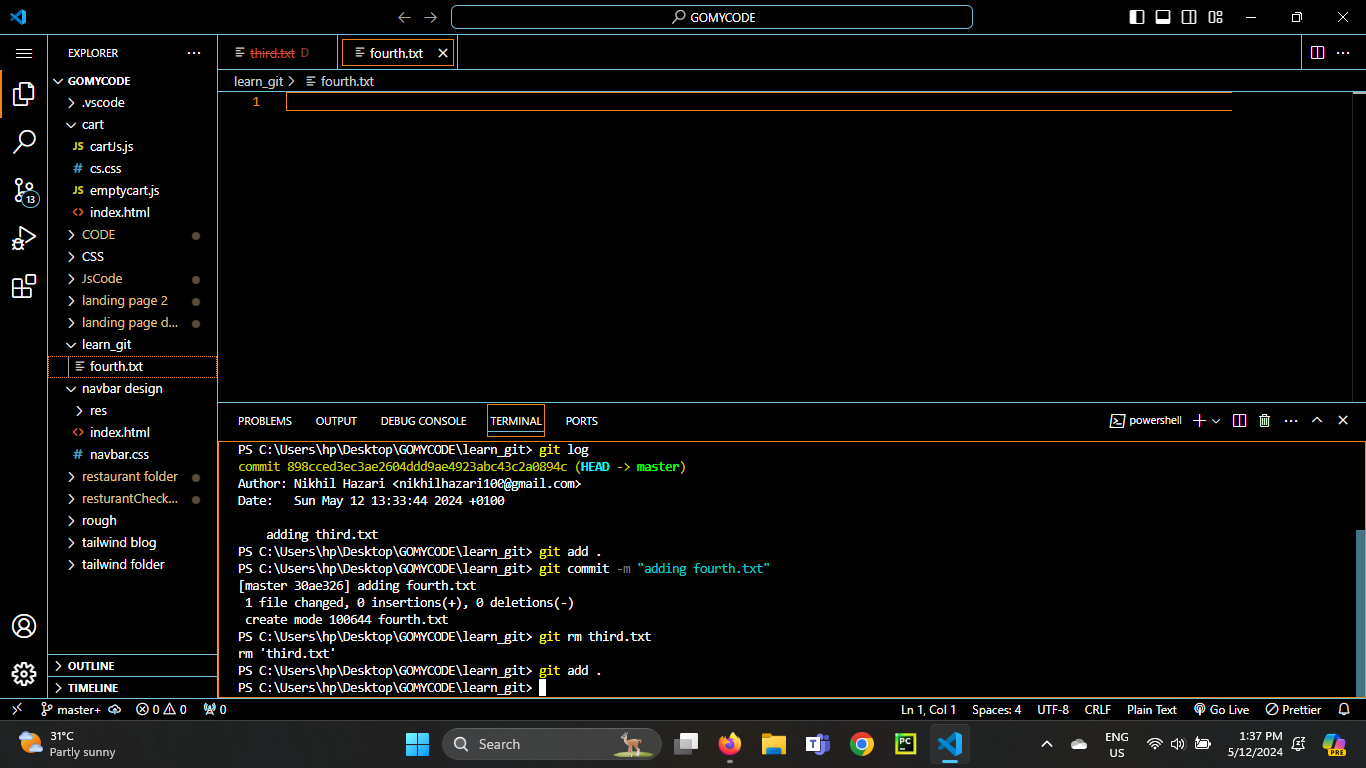 GOMYCODE
EXPLORER
GOMYCODE
.vscode
cart
JS cartJs.js
# cs.css
JS emptycart.js
<> index.html
CODE
CSS
JsCode
landing page 2
landing page d...
learn_git
fourth.txt
navbar design
res
<> index.html
# navbar.css
restaurant folder
resturantCheck...
rough
tailwind blog
tailwind folder
OUTLINE
TIMELINE
13
third.txt D
fourth.txt
learn_git > fourth.txt
1
PROBLEMS OUTPUT DEBUG CONSOLE TERMINAL PORTS
powershell
PS C:\Users\hp\Desktop\GOMYCODE\learn_git> git log
commit 898cced3ec3ae2604ddd9ae4923abc43c2a0894c (HEAD -> master)
Author: Nikhil Hazari <nikhilhazari100@gmail.com>
Date:   Sun May 12 13:33:44 2024 +0100
adding third.txt
PS C:\Users\hp\Desktop\GOMYCODE\learn_git> git add .
PS C:\Users\hp\Desktop\GOMYCODE\learn_git> git commit -m "adding fourth.txt"
[master 30ae326] adding fourth.txt
1 file changed, 0 insertions(+), 0 deletions(-)
create mode 100644 fourth.txt
PS C:\Users\hp\Desktop\GOMYCODE\learn_git> git rm third.txt
rm 'third.txt'
PS C:\Users\hp\Desktop\GOMYCODE\learn_git> git add .
PS C:\Users\hp\Desktop\GOMYCODE\learn_git>
master+ 0 0 0 Ln 1, Col 1 Spaces: 4 UTF-8 CRLF Plain Text Go Live Prettier
31°C
Partly sunny
Search
PC
PRE
ENG
US
1:37 PM
5/12/2024